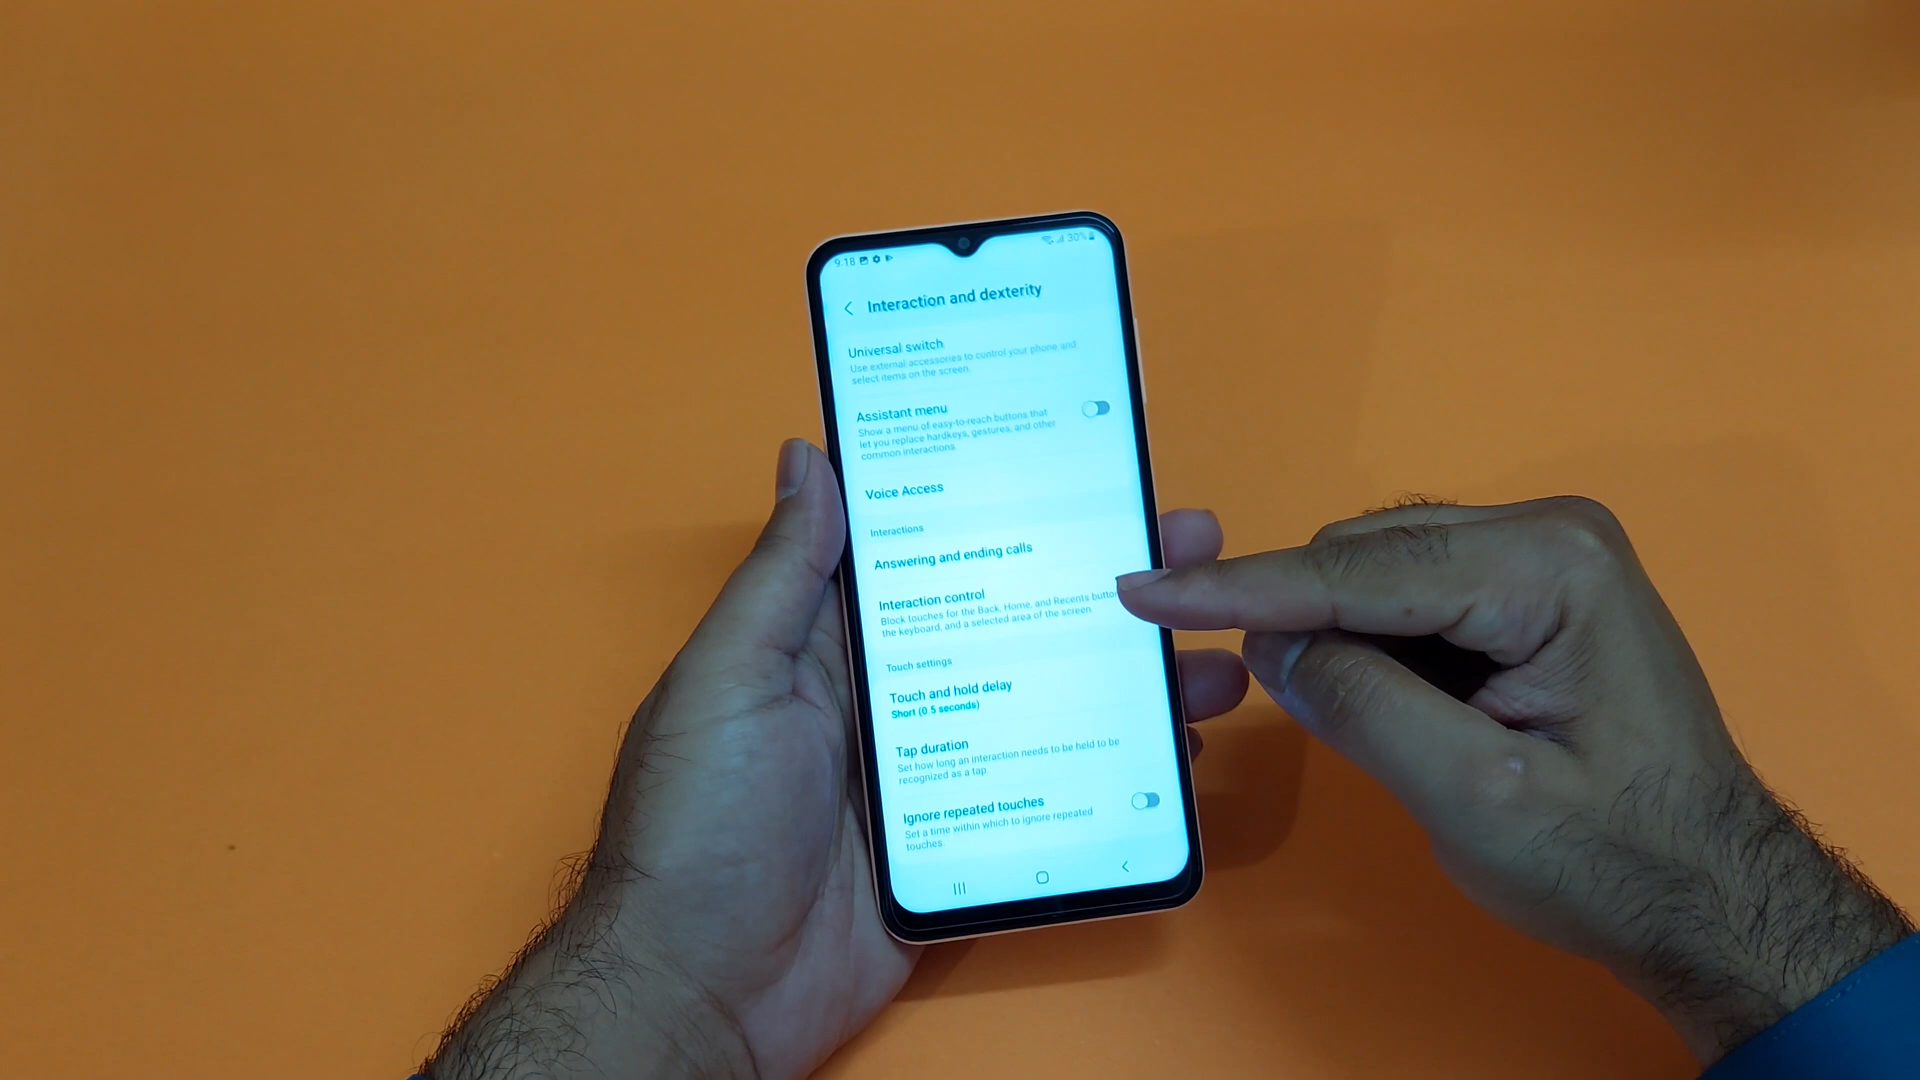 9:18
30%
Interaction and dexterity
Universal switch
Use external accessories to control your phone and
select items on the screen.
Assistant menu
Show a menu of easy-to-reach buttons that
let you replace hardkeys, gestures, and other
common interactions.
Voice Access
Interactions
Answering and ending calls
Interaction control
Block touches for the Back, Home, and Recents button
the keyboard, and a selected area of the screen.
Touch settings
Touch and hold delay
Short (0.5 seconds)
Tap duration
Set how long an interaction needs to be held to be
recognized as a tap.
Ignore repeated touches
Set a time within which to ignore repeated
touches.